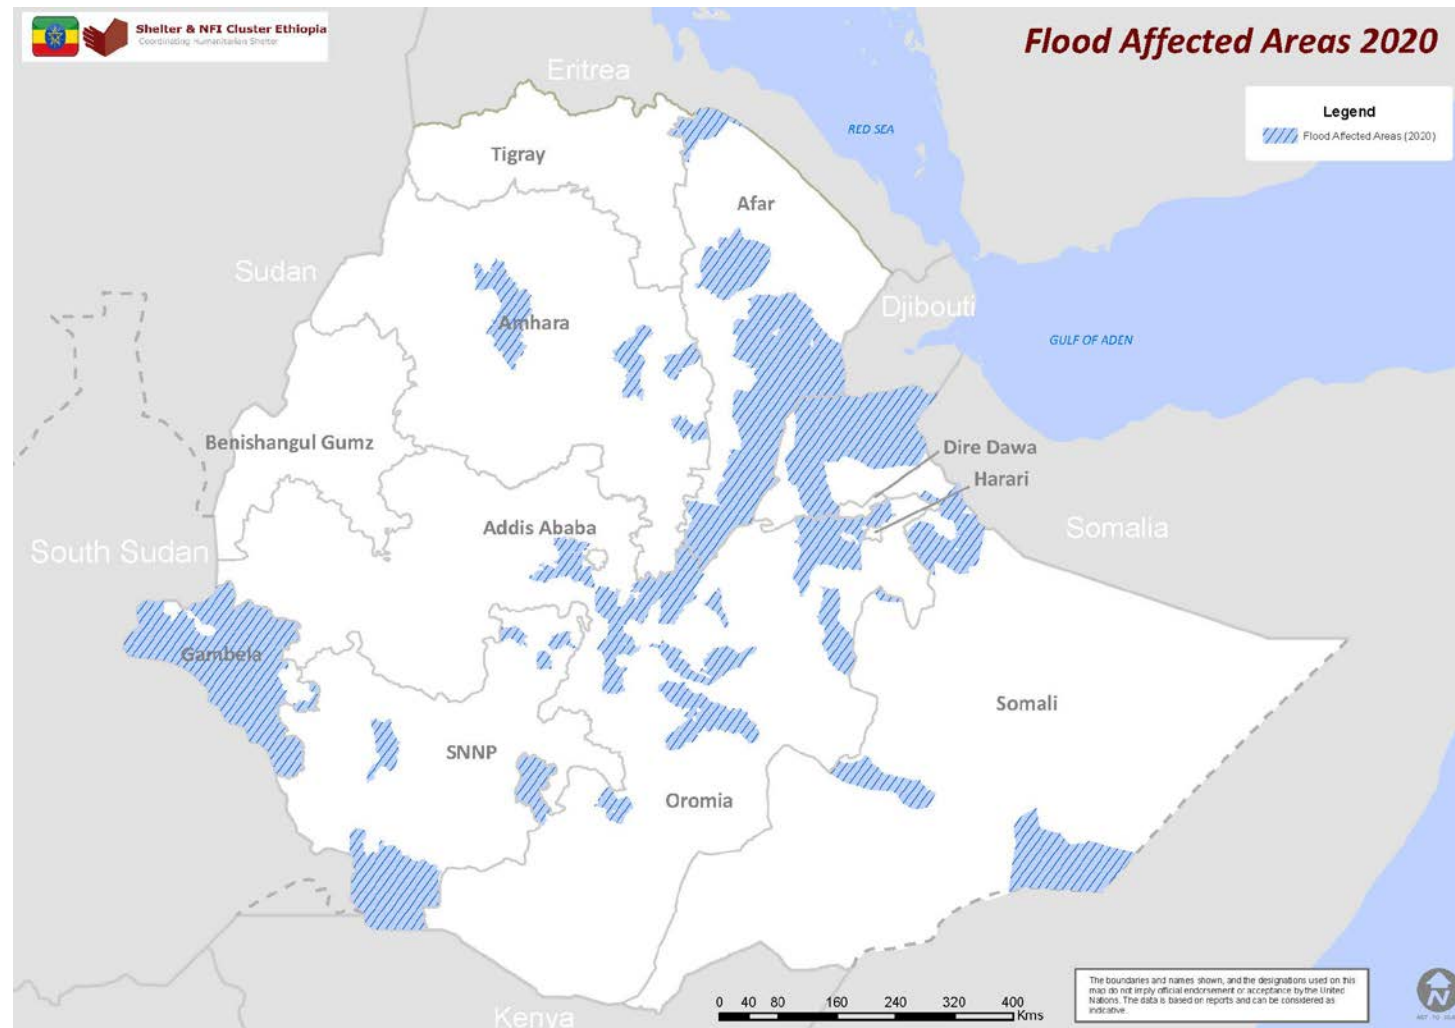 Shelter & NFI Cluster Ethiopia
Coordinating Humanitarian Shelter
Flood Affected Areas 2020
Eritrea
Legend
RED SEA
Flood Affected Areas (2020)
Tigray
Afar
Sudan
Djibouti
Amhara
GULF OF ADEN
Benishangul Gumz
Dire Dawa
Harari
Addis Ababa
Somalia
South Sudan
Gambela
Somali
SNNP
Oromia
The boundaries and names shown, and the designations used on this
map do not imply official endorsement or acceptance by the United
Nations. The data is based on reports and can be considered as
indicative.
N
0 40 80 160 240 320 400
Kms
Kenya